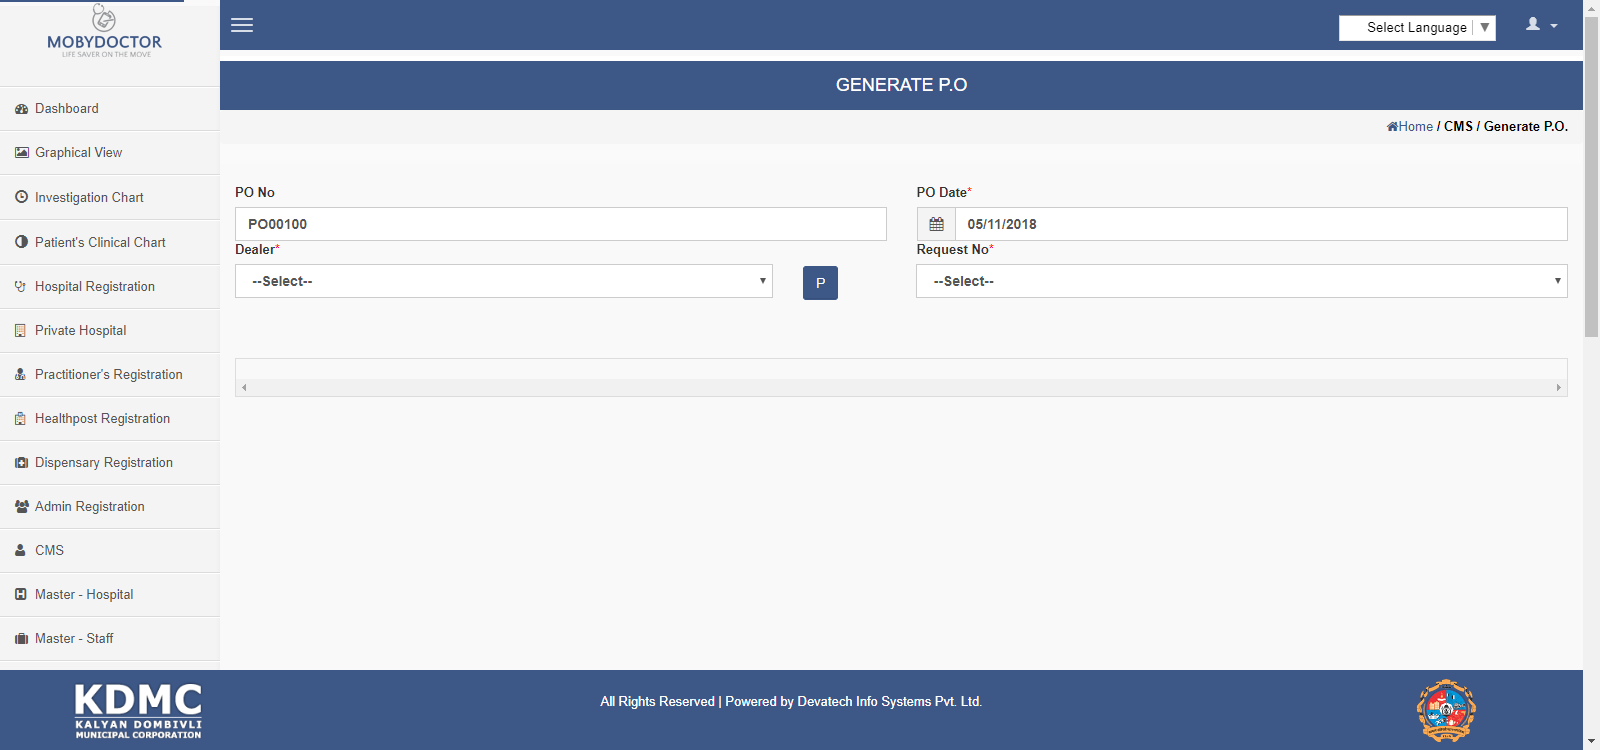 MOBYDOCTOR
LIFE SAVER ON THE MOVE
Select Language ▼
GENERATE P.O
Home / CMS / Generate P.O.
Dashboard
Graphical View
Investigation Chart
Patient's Clinical Chart
Hospital Registration
Private Hospital
Practitioner's Registration
Healthpost Registration
Dispensary Registration
Admin Registration
CMS
Master - Hospital
Master - Staff
PO No
PO00100
PO Date*
05/11/2018
Dealer*
--Select--
P
Request No*
--Select--
KDMC
KALYAN DOMBIVLI
MUNICIPAL CORPORATION
All Rights Reserved | Powered by Devatech Info Systems Pvt. Ltd.